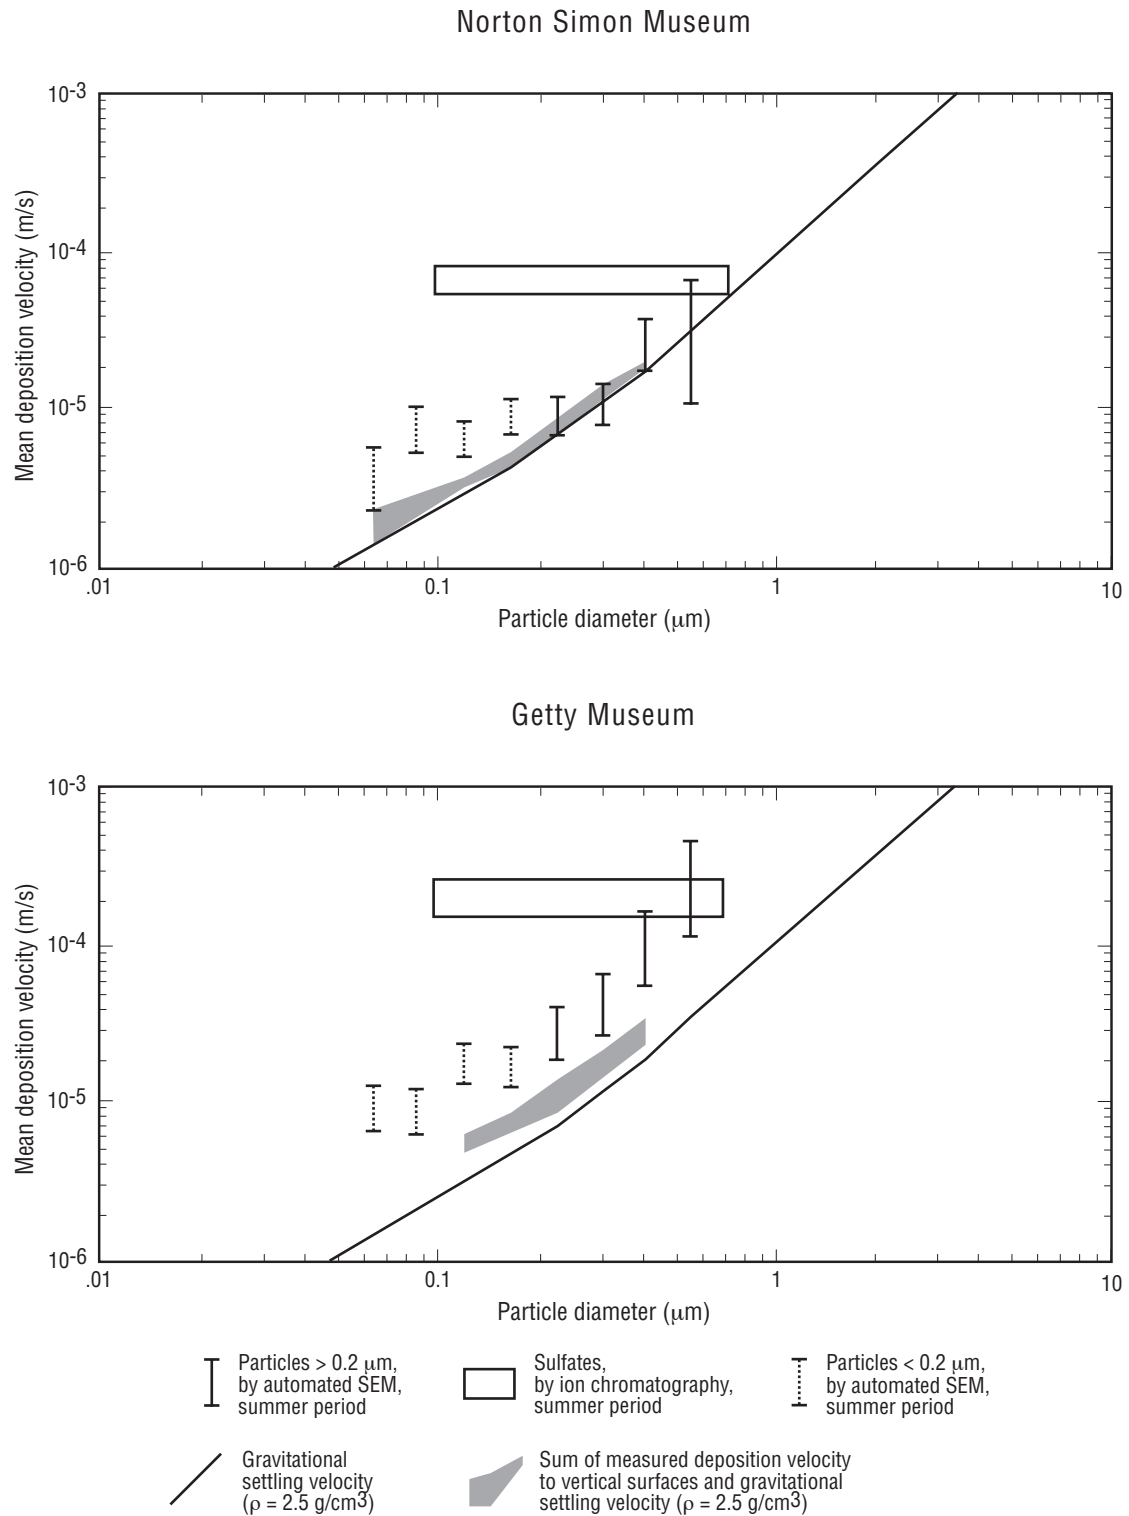 Norton Simon Museum
10-3
10-4
10-5
10-6
Mean deposition velocity (m/s)
.01
0.1
1
10
Particle diameter (μm)
Getty Museum
10-3
10-4
10-5
10-6
Mean deposition velocity (m/s)
.01
0.1
1
10
Particle diameter (μm)
Particles > 0.2 μm,
by automated SEM,
summer period
Sulfates,
by ion chromatography,
summer period
Particles < 0.2 μm,
by automated SEM,
summer period
Gravitational
settling velocity
(ρ = 2.5 g/cm3)
Sum of measured deposition velocity
to vertical surfaces and gravitational
settling velocity (ρ = 2.5 g/cm3)